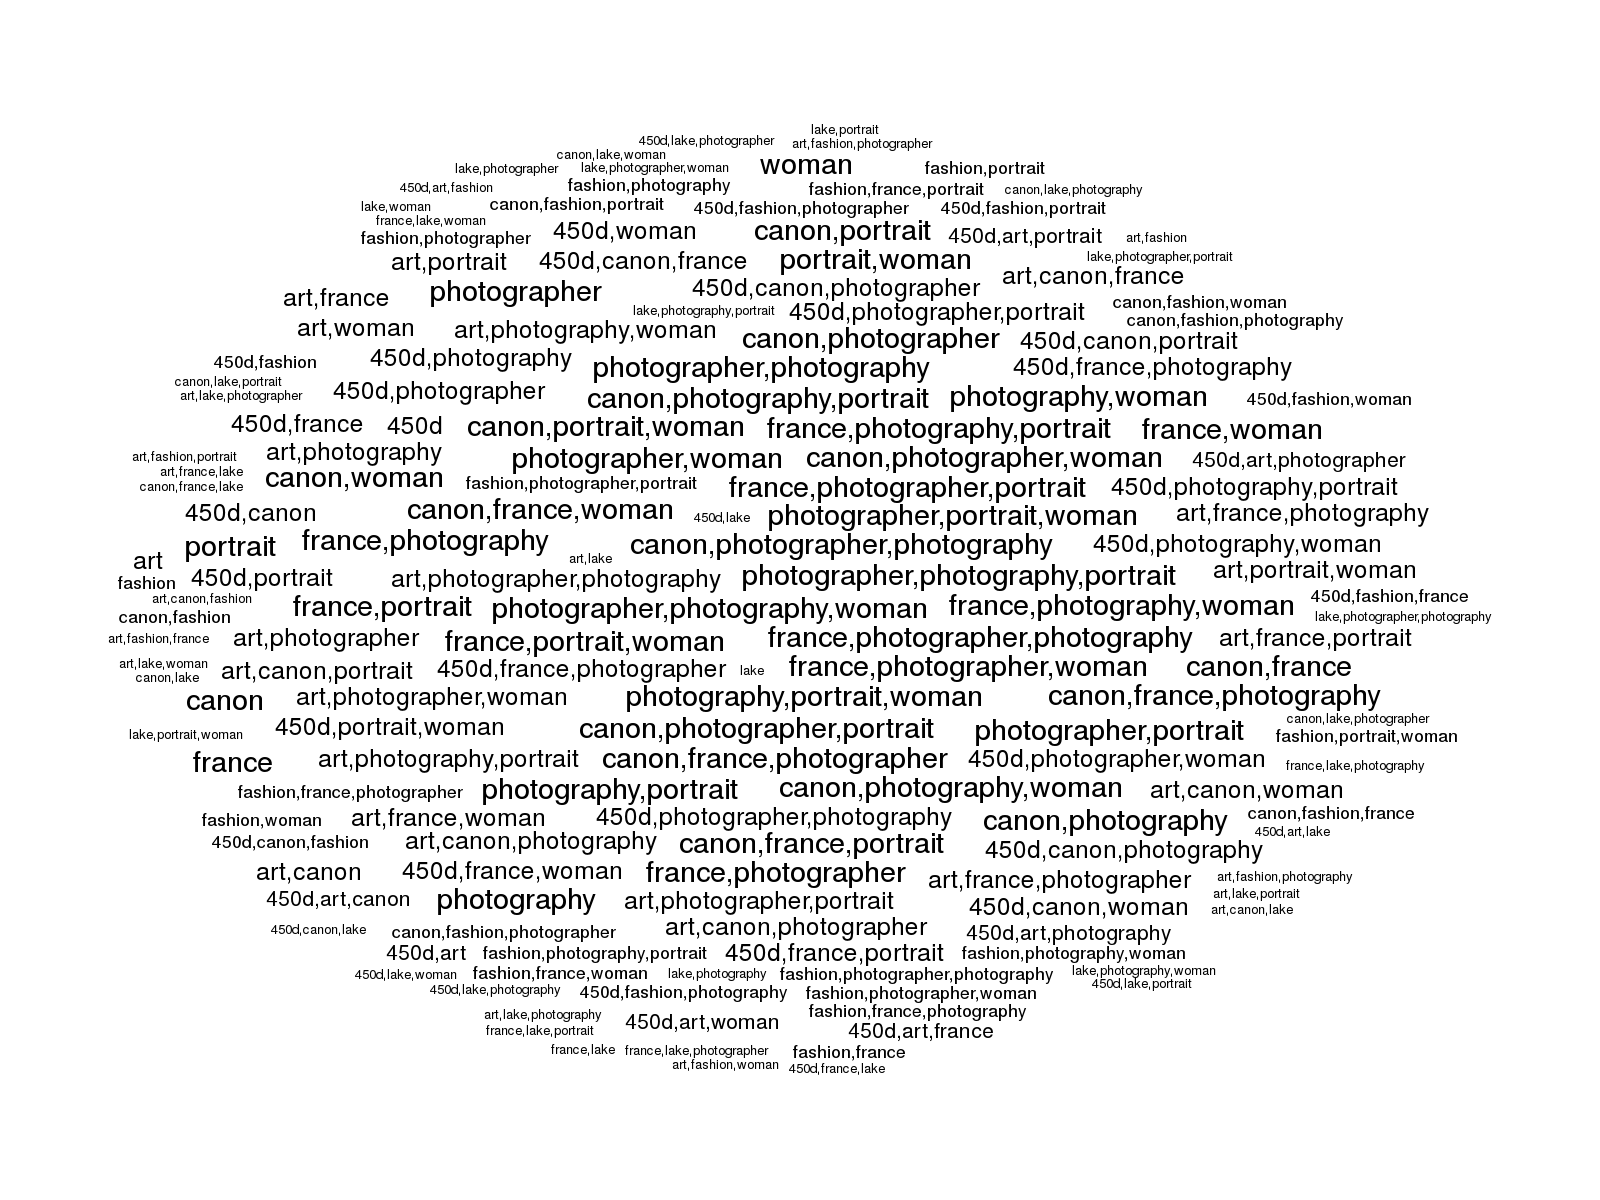 lake,portrait
450d,lake,photographer art,fashion,photographer
canon,lake,woman
lake,photographer lake,photographer,woman woman fashion,portrait
450d,art,fashion fashion,photography fashion,france,portrait canon,lake,photography
lake,woman canon,fashion,portrait 450d,fashion,photographer 450d,fashion,portrait
france,lake,woman
fashion,photographer 450d,woman canon,portrait 450d,art,portrait art,fashion
art,portrait 450d,canon,france portrait,woman lake,photographer,portrait
art,canon,france
art,france photographer 450d,canon,photographer
lake,photography,portrait 450d,photographer,portrait canon,fashion,woman
art,woman art,photography,woman canon,fashion,photography
canon,photographer 450d,canon,portrait
450d,fashion 450d,photography photographer,photography 450d,france,photography
canon,lake,portrait
art,lake,photographer 450d,photographer canon,photography,portrait photography,woman 450d,fashion,woman
450d,france 450d canon,portrait,woman france,photography,portrait france,woman
art,fashion,portrait art,photography photographer,woman canon,photographer,woman 450d,art,photographer
art,france,lake
canon,france,lake canon,woman fashion,photographer,portrait france,photographer,portrait 450d,photography,portrait
450d,canon canon,france,woman 450d,lake photographer,portrait,woman art,france,photography
portrait france,photography canon,photographer,photography 450d,photography,woman
art art,lake
fashion 450d,portrait art,photographer,photography photographer,photography,portrait art,portrait,woman
art,canon,fashion france,portrait photographer,photography,woman france,photography,woman 450d,fashion,france
canon,fashion lake,photographer,photography
art,fashion,france art,photographer france,portrait,woman france,photographer,photography art,france,portrait
art,lake,woman art,canon,portrait 450d,france,photographer lake france,photographer,woman canon,france
canon,lake
canon art,photographer,woman photography,portrait,woman canon,france,photography
lake,portrait,woman 450d,portrait,woman canon,photographer,portrait photographer,portrait canon,lake,photographer
fashion,portrait,woman
france art,photography,portrait canon,france,photographer 450d,photographer,woman france,lake,photography
fashion,france,photographer photography,portrait canon,photography,woman art,canon,woman
fashion,woman art,france,woman 450d,photographer,photography canon,photography canon,fashion,france
450d,art,lake
450d,canon,fashion art,canon,photography canon,france,portrait 450d,canon,photography
art,canon 450d,france,woman france,photographer art,france,photographer art,fashion,photography
450d,art,canon photography art,photographer,portrait 450d,canon,woman art,lake,portrait
art,canon,lake
450d,canon,lake canon,fashion,photographer art,canon,photographer 450d,art,photography
450d,art fashion,photography,portrait 450d,france,portrait fashion,photography,woman
450d,lake,woman fashion,france,woman lake,photography fashion,photographer,photography lake,photography,woman
450d,lake,photography 450d,fashion,photography fashion,photographer,woman 450d,lake,portrait
art,lake,photography 450d,art,woman fashion,france,photography
france,lake,portrait 450d,art,france
france,lake france,lake,photographer fashion,france
art,fashion,woman 450d,france,lake